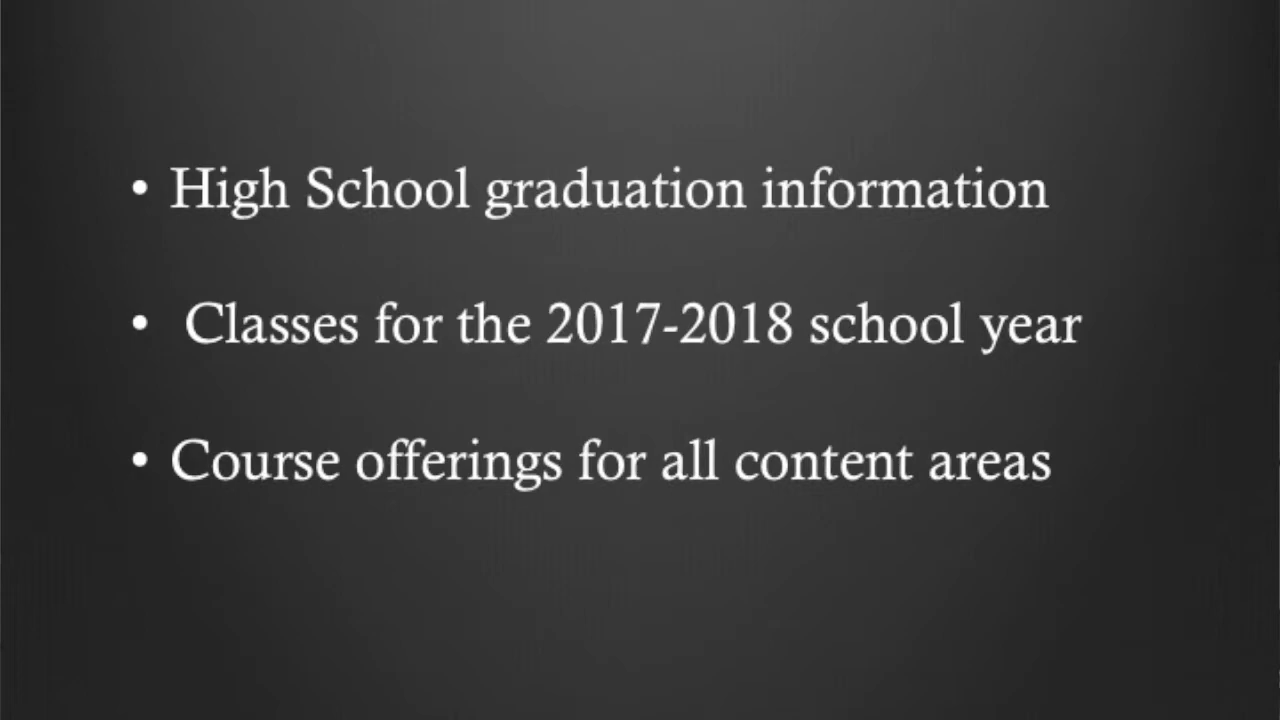 • High School graduation information
• Classes for the 2017-2018 school year
• Course offerings for all content areas